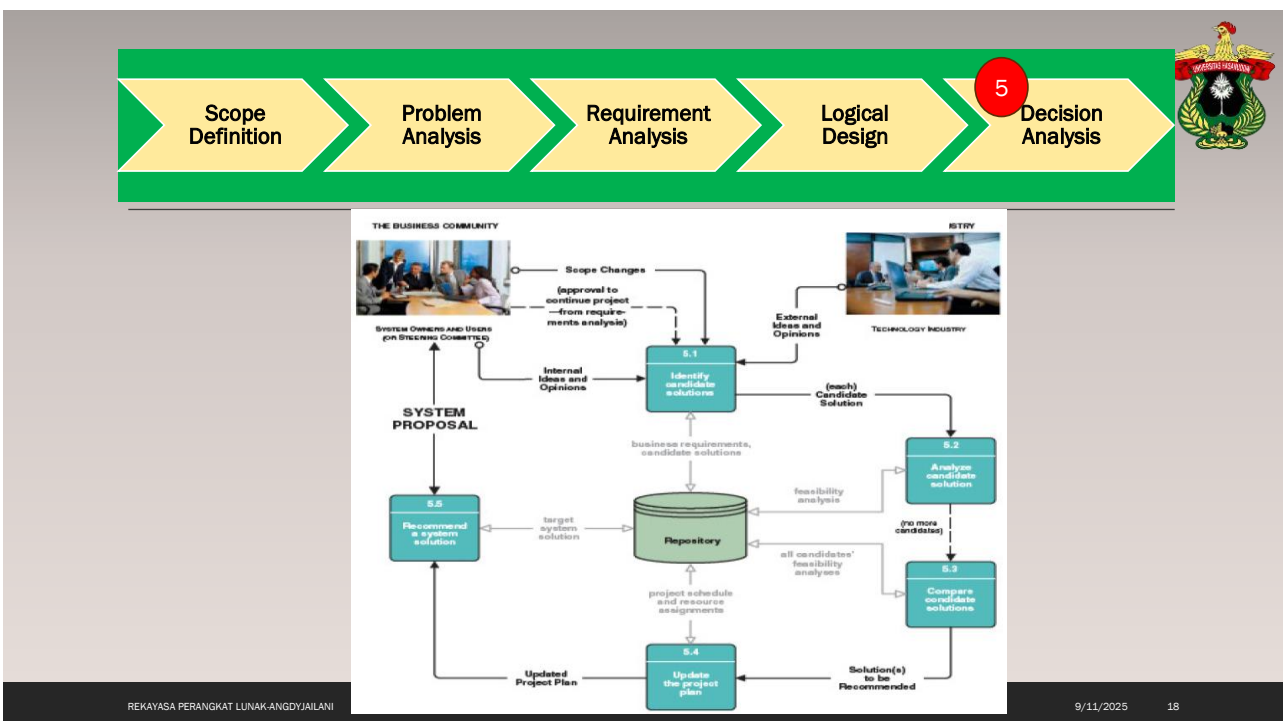 Scope
Definition
Problem
Analysis
Requirement
Analysis
Logical
Design
5
Decision
Analysis
UNIVERSITAS HASANUDDIN
THE BUSINESS COMMUNITY
ISTRY
Scope Changes
(approval to
continue project
—from require-
ments analysis)
External
Ideas and
Opinions
SYSTEM OWNERS AND USERS
(OR STEERING COMMITTEE)
TECHNOLOGY INDUSTRY
5.1
Identify
candidate
solutions
Internal
Ideas and
Opinions
(each)
Candidate
Solution
SYSTEM
PROPOSAL
business requirements,
candidate solutions
5.2
Analyze
candidate
solution
feasibility
analysis
5.5
Recommend
a system
solution
target
system
solution
Repository
(no more
candidates)
all candidates'
feasibility
analyses
5.3
Compare
candidate
solutions
project schedule
and resource
assignments
5.4
Update
the project
plan
Updated
Project Plan
Solution(s)
to be
Recommended
REKAYASA PERANGKAT LUNAK-ANGDYJAILANI
9/11/2025
18